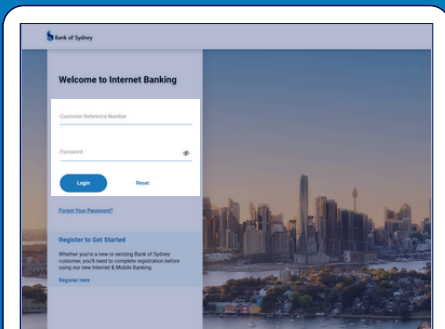 Bank of Sydney
Welcome to Internet Banking
Customer Reference Number
Password
Login Reset
Forgot Your Password?
Register to Get Started
Whether you're a new or existing Bank of Sydney
customer, you'll need to complete registration before
using our new Internet & Mobile Banking.
Register here